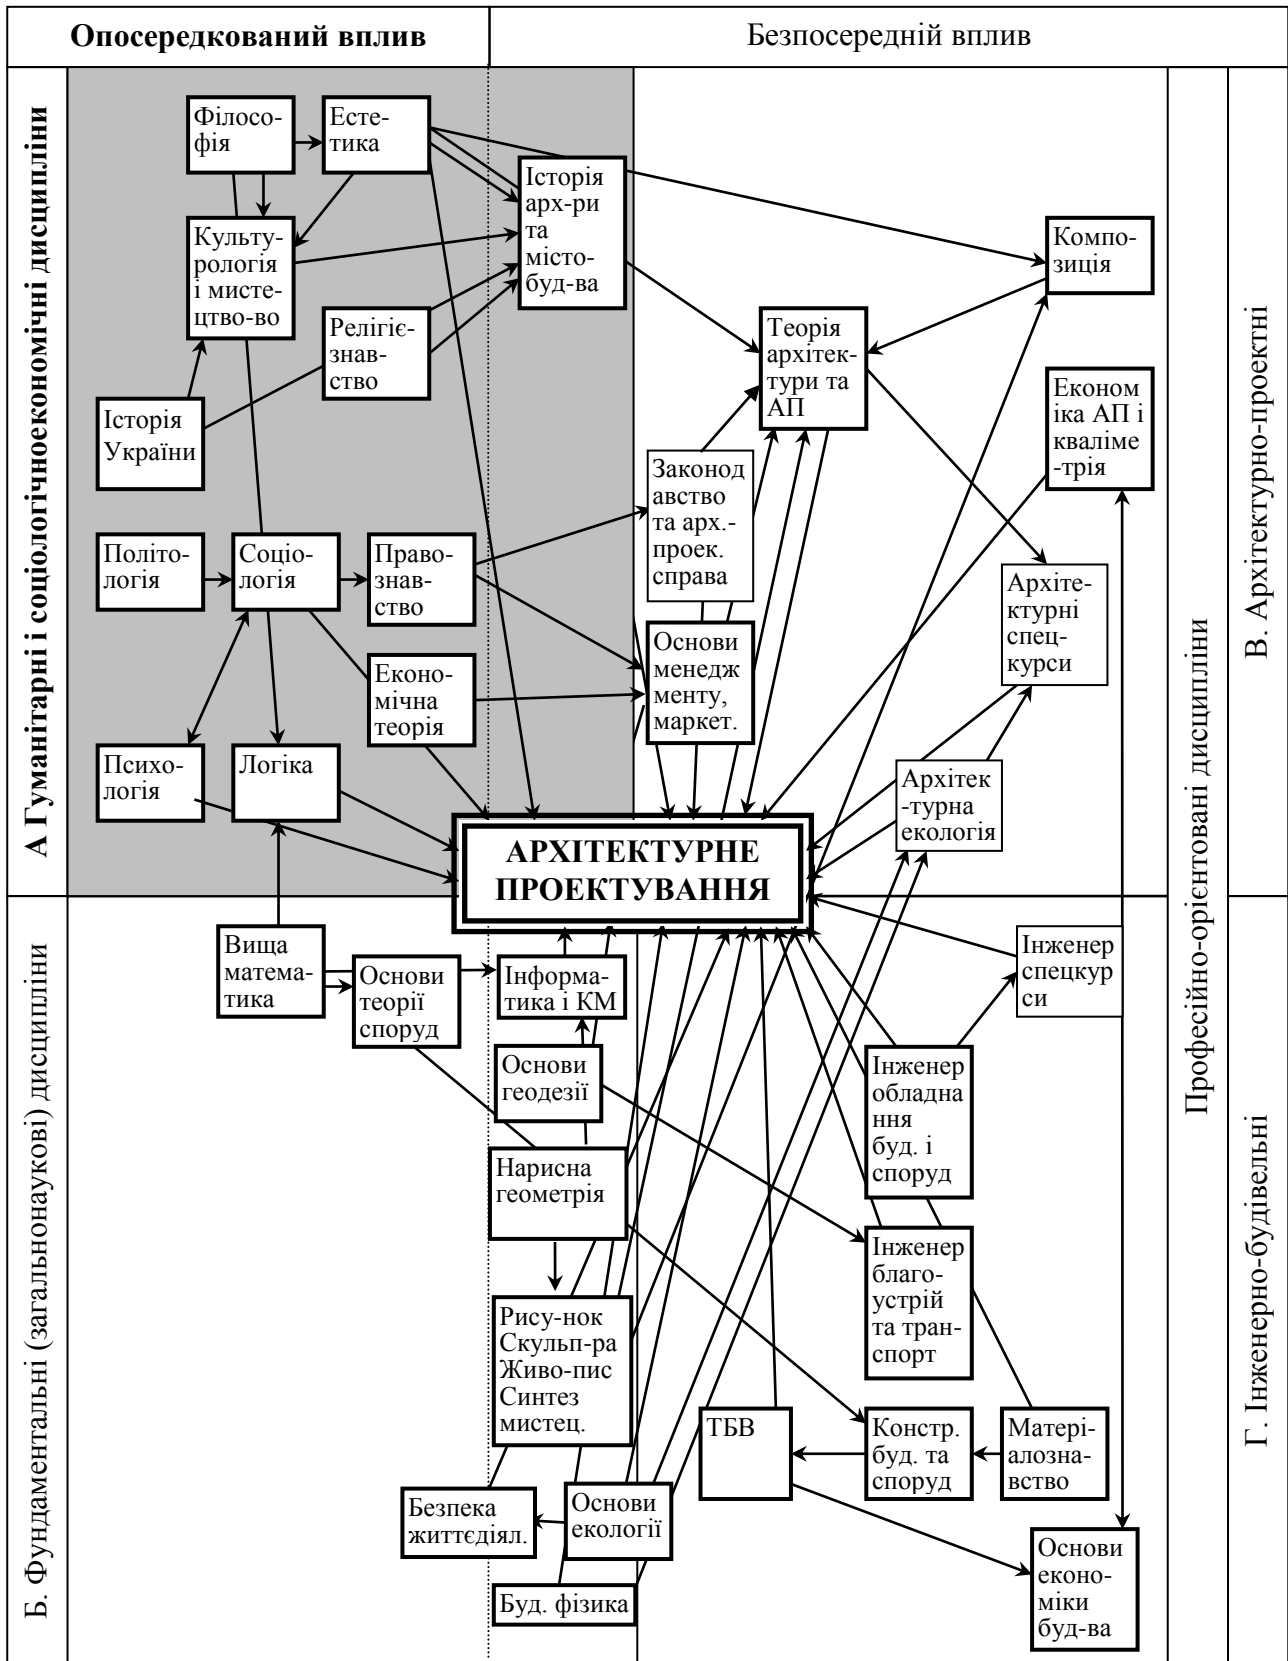 Опосередкований вплив
Безпосередній вплив
А Гуманітарні і соціологічноекономічні дисципліни
Філосо-
фія
Есте-
тика
Історія
арх-ри
та
місто-
буд-ва
Культу-
рологія
і мисте-
цтво-во
Компо-
зиція
Релігіє-
знав-
ство
Теорія
архітек-
тури та
АП
Історія
України
Економ
іка АП і
кваліме
-трія
Законод
авство
та арх.-
проек.
справа
Політо-
логія
Соціо-
логія
Право-
знав-
ство
Архіте-
ктурні
спец-
курси
Основи
менедж
менту,
маркет.
Еконо-
мічна
теорія
Психо-
логія
Логіка
Архітек
-турна
екологія
АРХІТЕКТУРНЕ
ПРОЕКТУВАННЯ
Професійно-орієнтовані дисципліни
В. Архітектурно-проектні
Б. Фундаментальні (загальнонаукові) дисципліни
Вища
матема-
тика
Основи
теорії
споруд
Інформа-
тика і КМ
Інженер
спецкур
си
Основи
геодезії
Інженер
обладна
ння
буд. і
споруд
Нарисна
геометрія
Інженер
благо-
устрій
та тран-
спорт
Рису-нок
Скульп-ра
Живо-пис
Синтез
мистец.
ТБВ
Констр.
буд. та
споруд
Матері-
алозна-
вство
Безпека
життєдіял.
Основи
екології
Основи
еконо-
міки
буд-ва
Буд. фізика
Г. Інженерно-будівельні